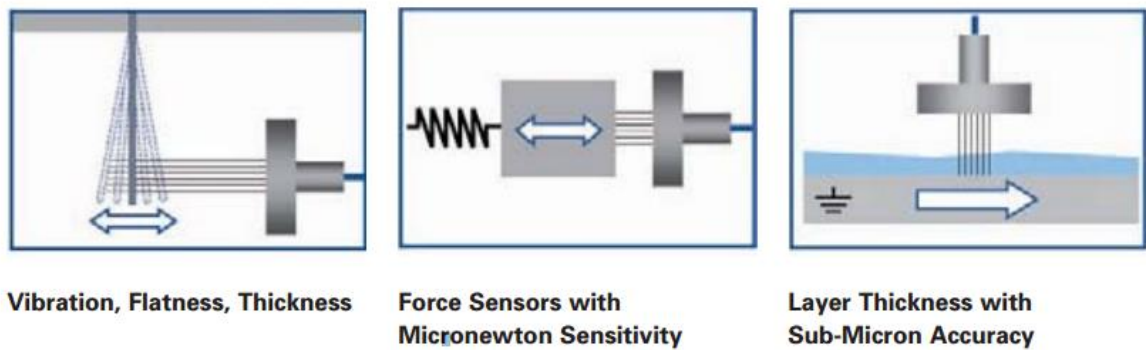 Vibration, Flatness, Thickness
Force Sensors with
Micronewton Sensitivity
Layer Thickness with
Sub-Micron Accuracy